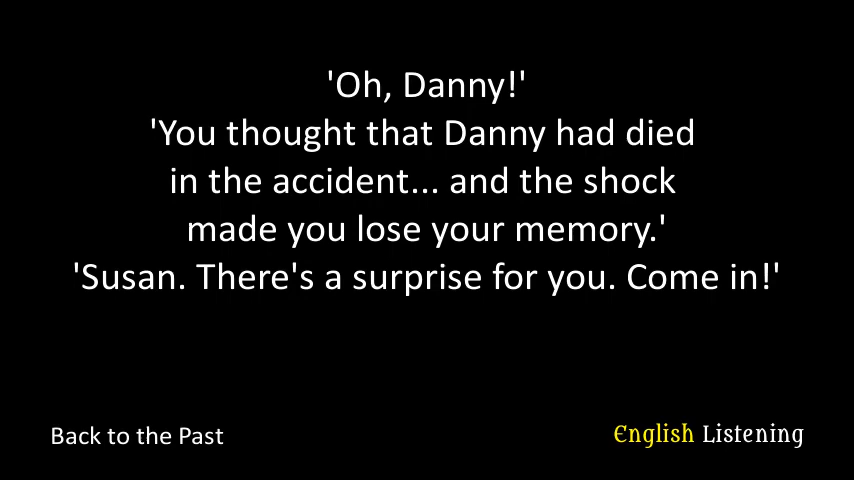 'Oh, Danny!'
'You thought that Danny had died
in the accident... and the shock
made you lose your memory.'
'Susan. There's a surprise for you. Come in!'
Back to the Past
English Listening